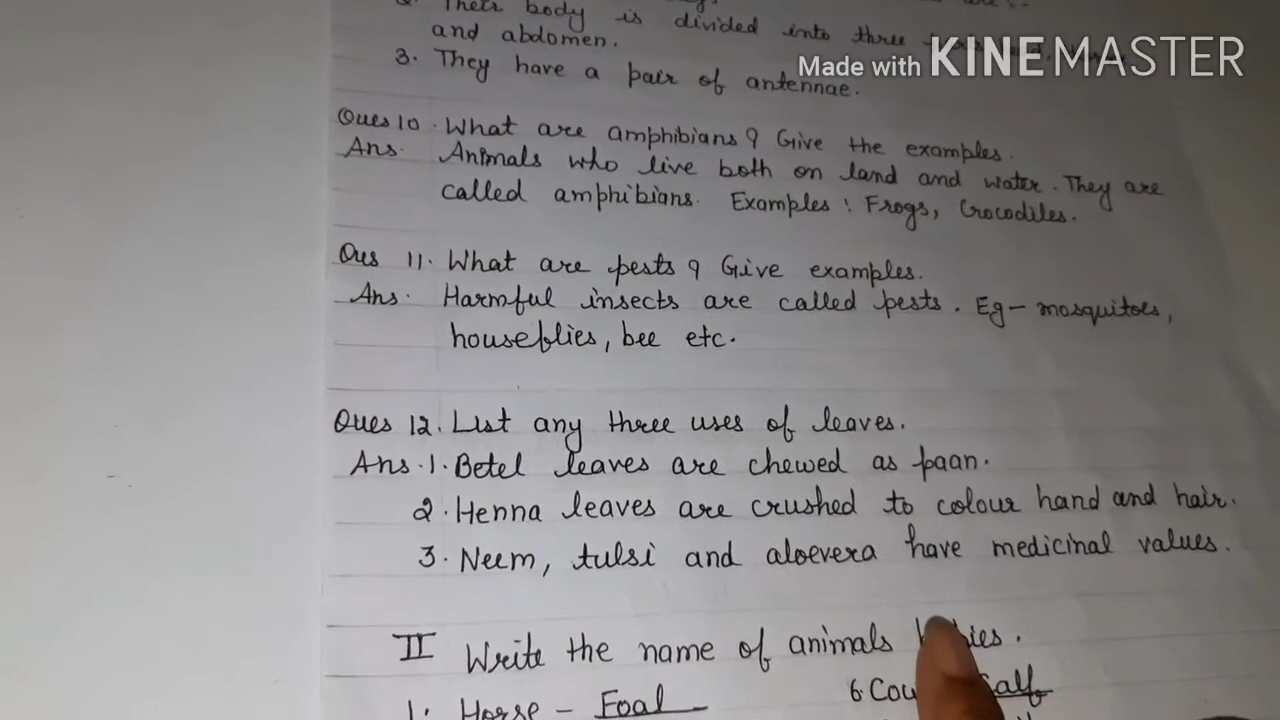 Their body is divided into three
and abdomen.
3. They have a pair of antennae.
Made with KINEMASTER
Ques 10. What are amphibians? Give the examples.
Ans. Animals who live both on land and water. They are
called amphibians. Examples : Frogs, Crocodiles.
Ous 11. What are pests? Give examples.
Ans. Harmful insects are called pests. Eg- mosquitoes,
houseflies, bee etc.
Ques 12. List any three uses of leaves.
Ans. 1. Betel leaves are chewed as paan.
2. Henna leaves are crushed to colour hand and hair.
3. Neem, tulsi and aloevera have medicinal values.
II Write the name of animals
1. Horse - Foal 6. Cow Calf